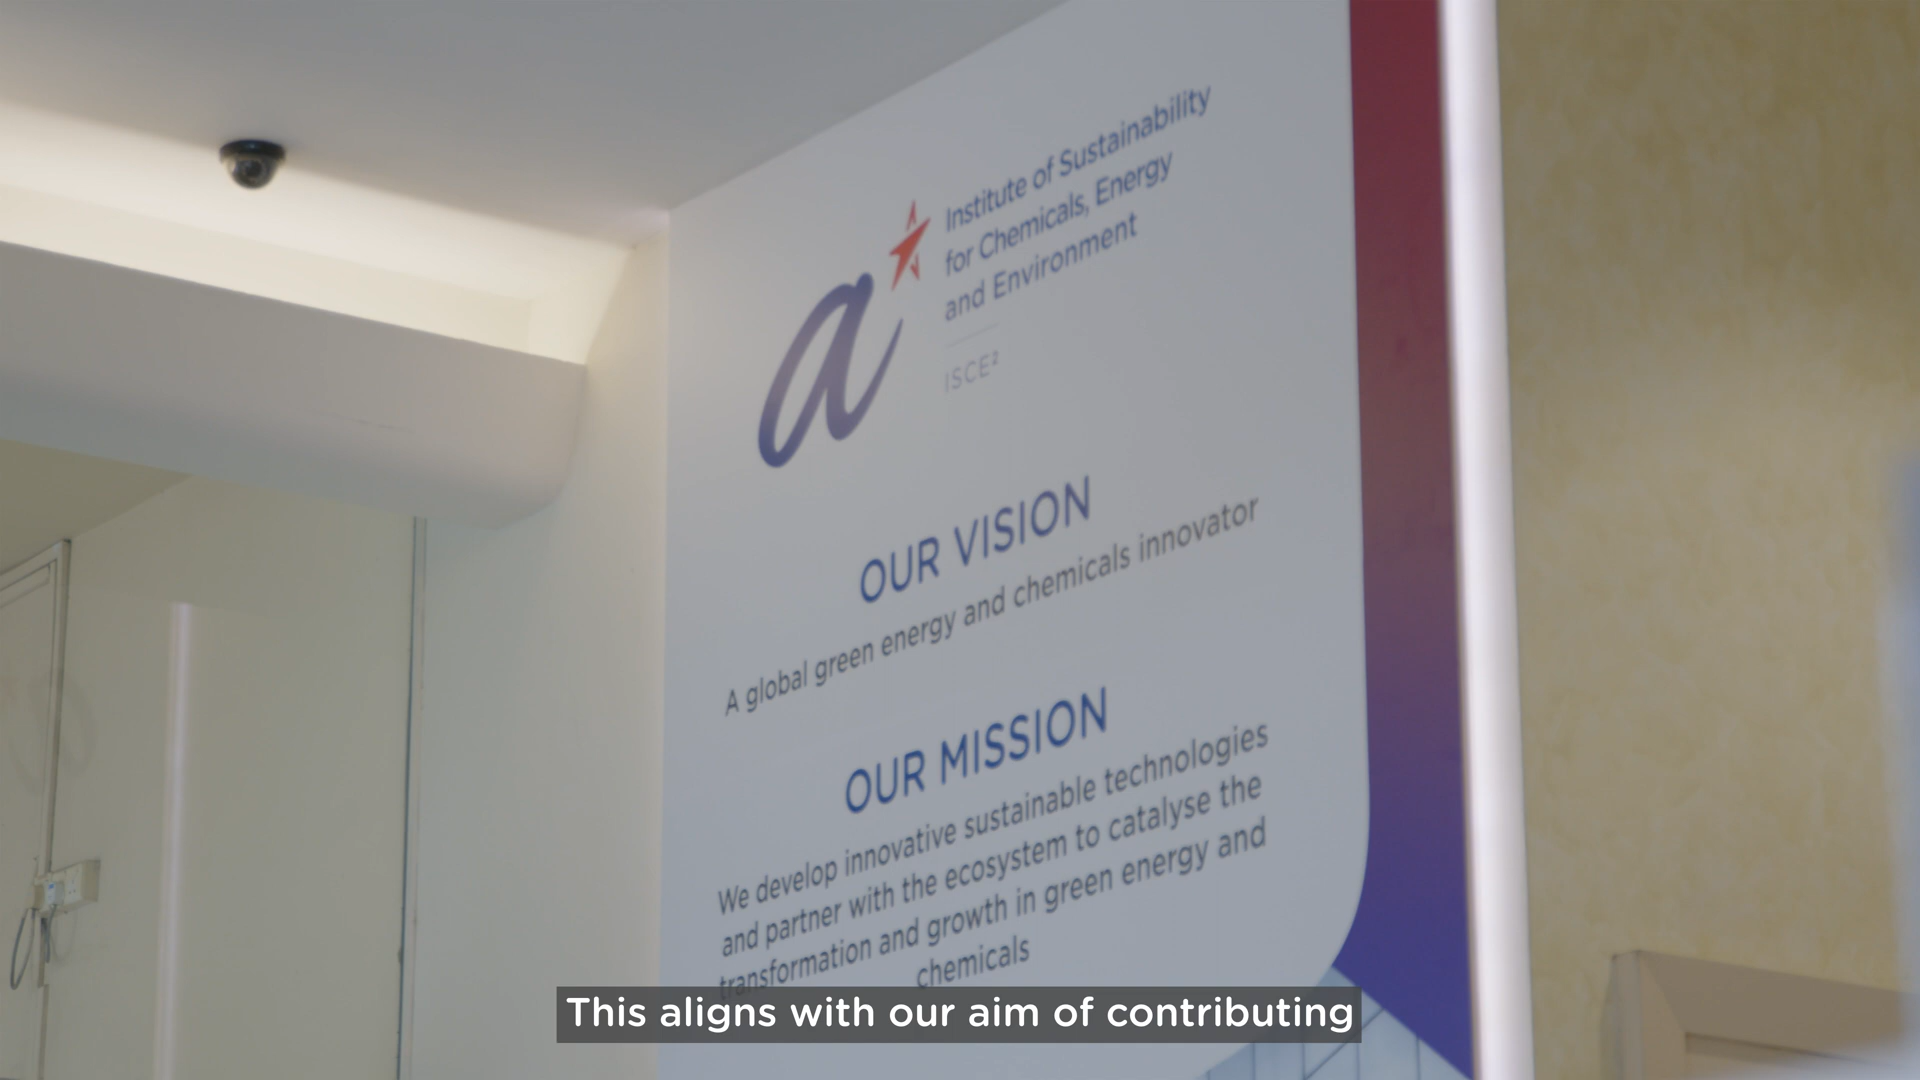 a
Institute of Sustainability
for Chemicals, Energy
and Environment
ISCE²
OUR VISION
A global green energy and chemicals innovator
OUR MISSION
We develop innovative sustainable technologies
and partner with the ecosystem to catalyse the
transformation and growth in green energy and
chemicals
This aligns with our aim of contributing